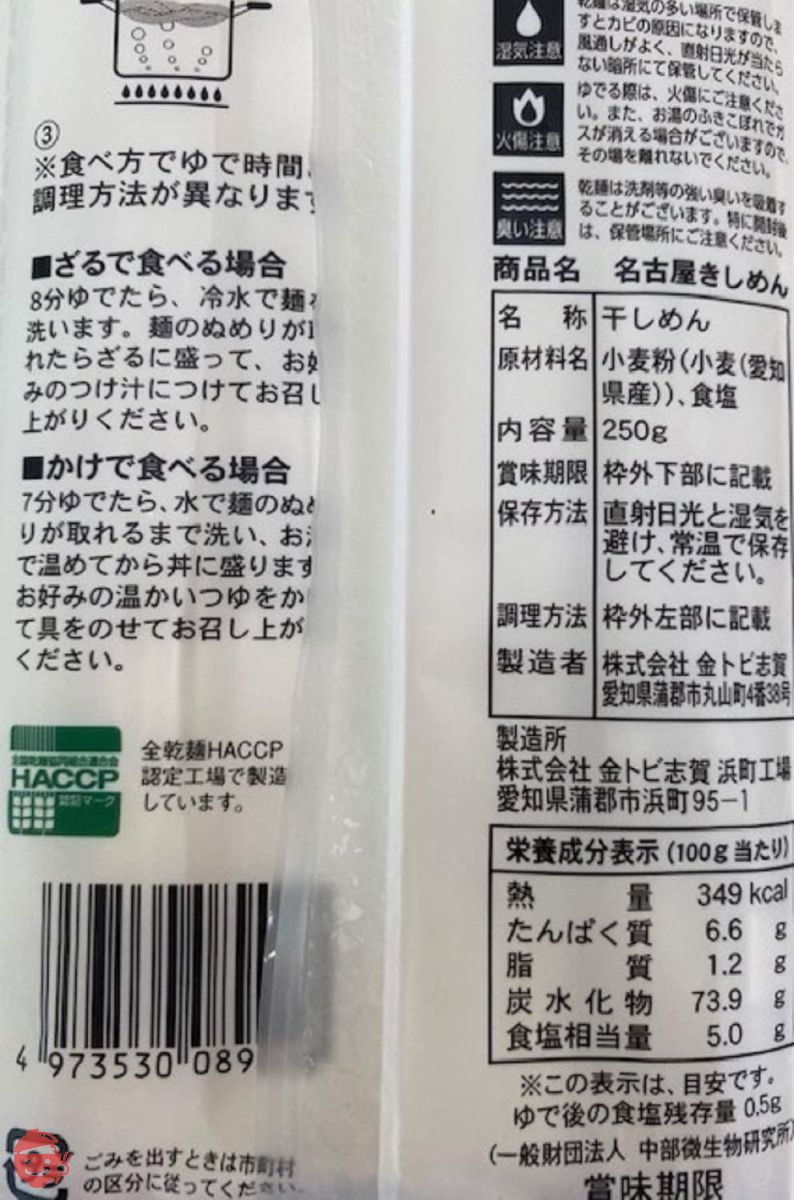 ③
※食べ方でゆで時間
調理方法が異なります
■ざるで食べる場合
8分ゆでたら、冷水で麺
洗います。麺のぬめりが
れたらざるに盛って、お好
みのつけ汁につけてお召し
上がりください。
■かけで食べる場合
7分ゆでたら、水で麺のぬめ
りが取れるまで洗い、お湯
で温めてから丼に盛ります
お好みの温かいつゆをか
て具をのせてお召し上が
ください。
全国乾麺協同組合連合会
HACCP
認証マーク
全乾麺HACCP
認定工場で製造
しています。
4 973530 089
ごみを出すときは市町村
の区分に従ってください。
湿気注意
乾麺は湿気の多い場所で保管しま
すとカビの原因になりますので、
風通しがよく、直射日光が当たら
ない暗所にて保管してください。
火傷注意
ゆでる際は、火傷にご注意くださ
い。また、お湯のふきこぼれでガ
スが消える場合がございますので、
その場を離れないでください。
臭い注意
乾麺は洗剤等の強い臭いを吸着す
ることがございます。特に開封後
は、保管場所にご注意ください。
商品名 名古屋きしめん
名称 干しめん
原材料名 小麦粉(小麦(愛知
県産))、食塩
内容量 250g
賞味期限 枠外下部に記載
保存方法 直射日光と湿気を
避け、常温で保存
してください。
調理方法 枠外左部に記載
製造者 株式会社 金トビ志賀
愛知県蒲郡市丸山町4番38号
製造所
株式会社 金トビ志賀 浜町工場
愛知県蒲郡市浜町95-1
栄養成分表示(100g当たり)
熱量 349 kcal
たんぱく質 6.6 g
脂質 1.2 g
炭水化物 73.9 g
食塩相当量 5.0 g
※この表示は、目安です。
ゆで後の食塩残存量 0.5g
(一般財団法人 中部微生物研究所)
賞味期限